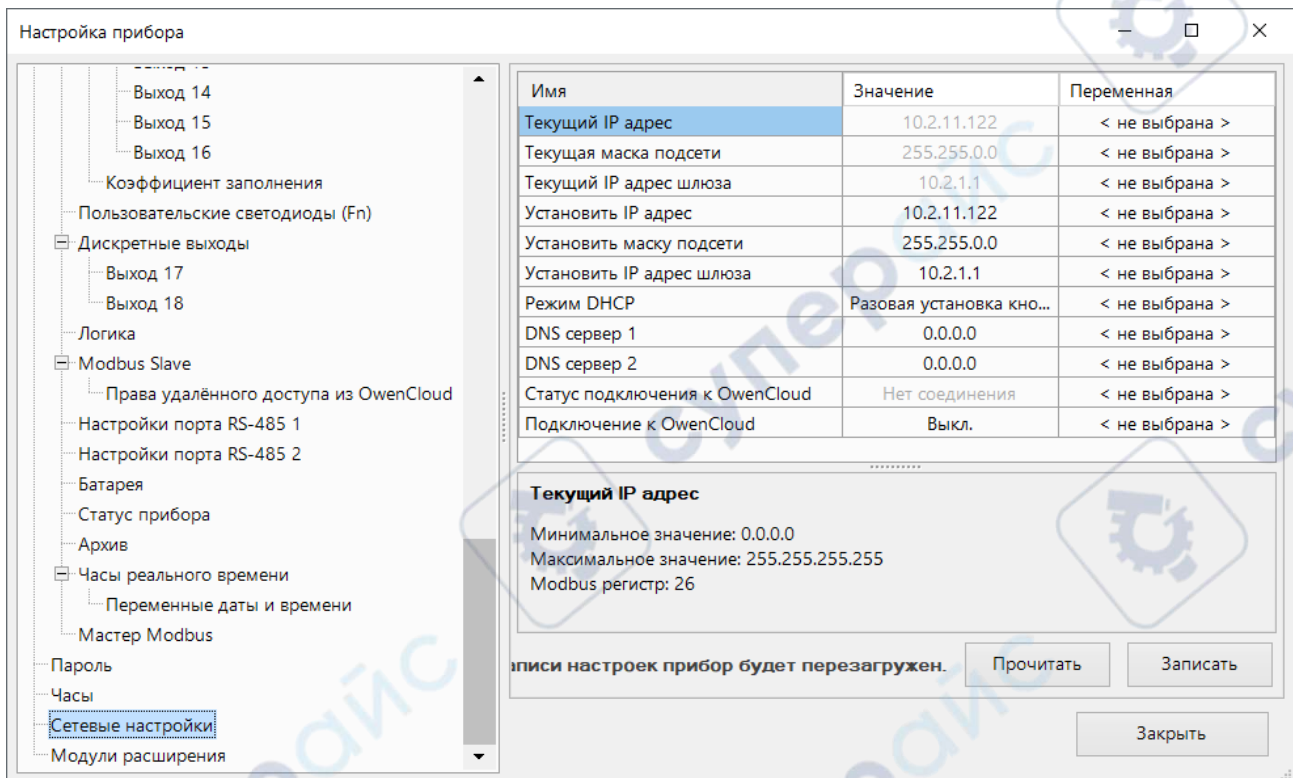 Настройка прибора
Выход 14
Выход 15
Выход 16
Коэффициент заполнения
Пользовательские светодиоды (Fn)
Дискретные выходы
Выход 17
Выход 18
Логика
Modbus Slave
Права удалённого доступа из OwenCloud
Настройки порта RS-485 1
Настройки порта RS-485 2
Батарея
Статус прибора
Архив
Часы реального времени
Переменные даты и времени
Мастер Modbus
Пароль
Часы
Сетевые настройки
Модули расширения
Имя Значение Переменная
Текущий IP адрес 10.2.11.122 < не выбрана >
Текущая маска подсети 255.255.0.0 < не выбрана >
Текущий IP адрес шлюза 10.2.1.1 < не выбрана >
Установить IP адрес 10.2.11.122 < не выбрана >
Установить маску подсети 255.255.0.0 < не выбрана >
Установить IP адрес шлюза 10.2.1.1 < не выбрана >
Режим DHCP Разовая установка кно... < не выбрана >
DNS сервер 1 0.0.0.0 < не выбрана >
DNS сервер 2 0.0.0.0 < не выбрана >
Статус подключения к OwenCloud Нет соединения < не выбрана >
Подключение к OwenCloud Выкл. < не выбрана >
Текущий IP адрес
Минимальное значение: 0.0.0.0
Максимальное значение: 255.255.255.255
Modbus регистр: 26
аписи настроек прибор будет перезагружен. Прочитать Записать
Закрыть
суперайс